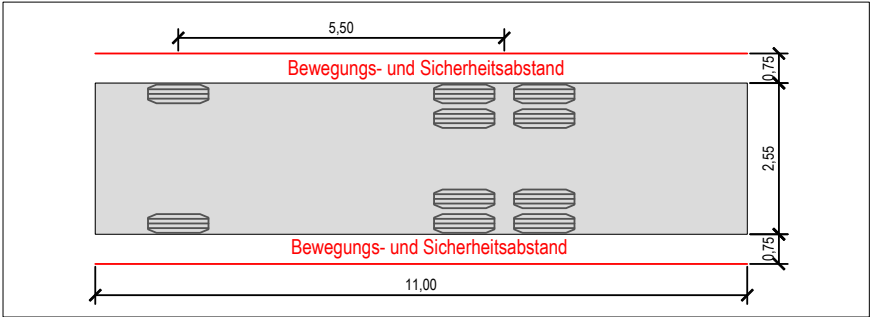 5,50
Bewegungs- und Sicherheitsabstand
0,75
2,55
Bewegungs- und Sicherheitsabstand
0,75
11,00